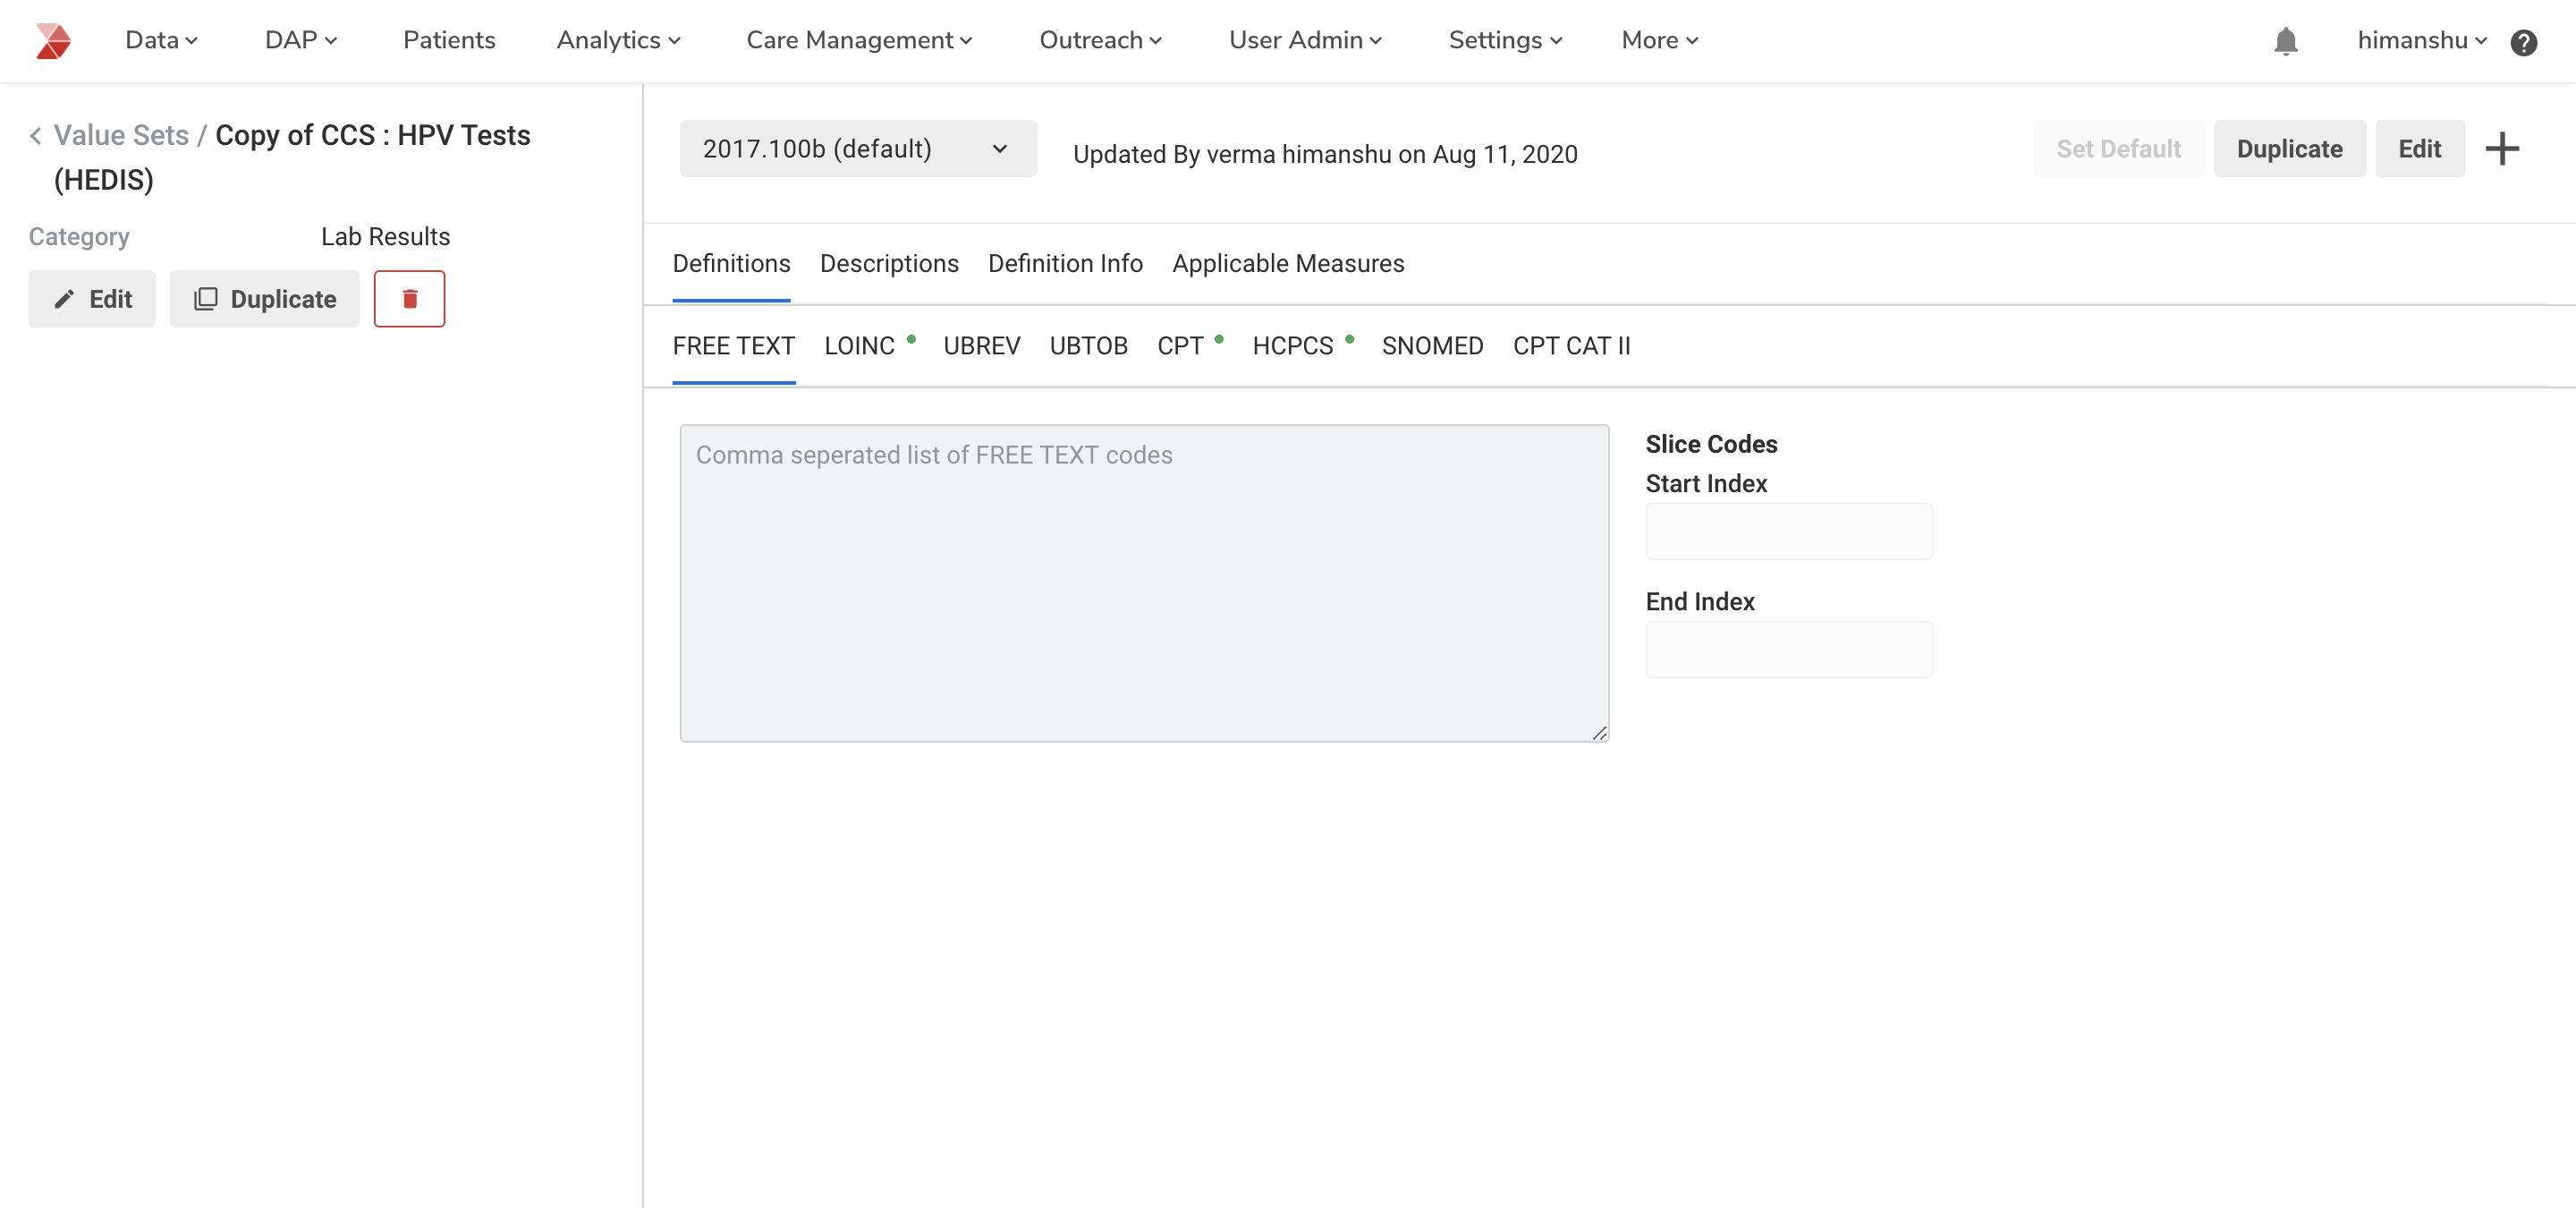 Data DAP Patients Analytics Care Management Outreach User Admin Settings More himanshu
Value Sets / Copy of CCS : HPV Tests
(HEDIS)
Category Lab Results
Edit Duplicate
2017.100b (default) Updated By verma himanshu on Aug 11, 2020 Set Default Duplicate Edit
Definitions Descriptions Definition Info Applicable Measures
FREE TEXT LOINC UBREV UBTOB CPT HCPCS SNOMED CPT CAT II
Comma seperated list of FREE TEXT codes
Slice Codes
Start Index
End Index